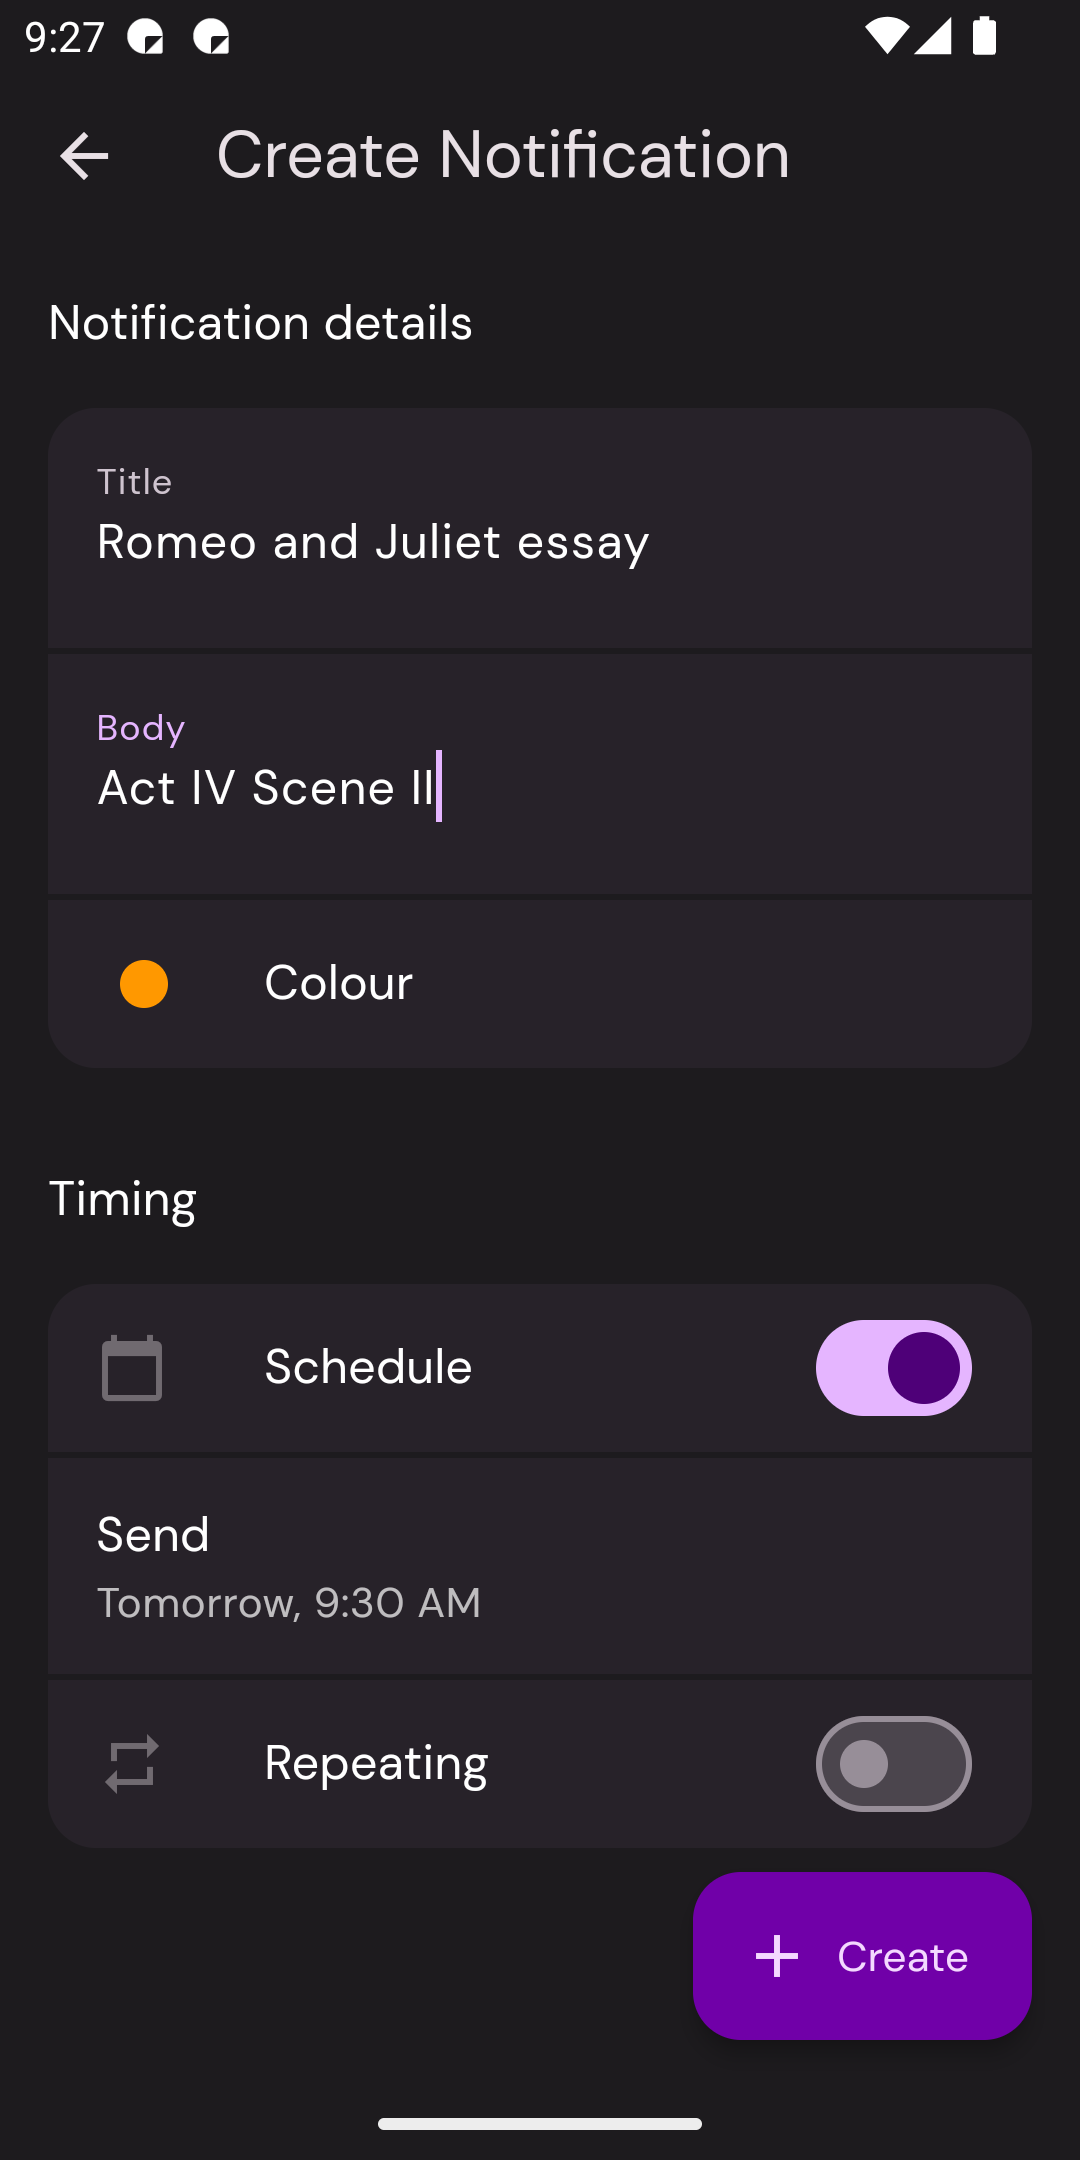 9:27
Create Notification
Notification details
Title
Romeo and Juliet essay
Body
Act IV Scene II
Colour
Timing
Schedule
Send
Tomorrow, 9:30 AM
Repeating
Create